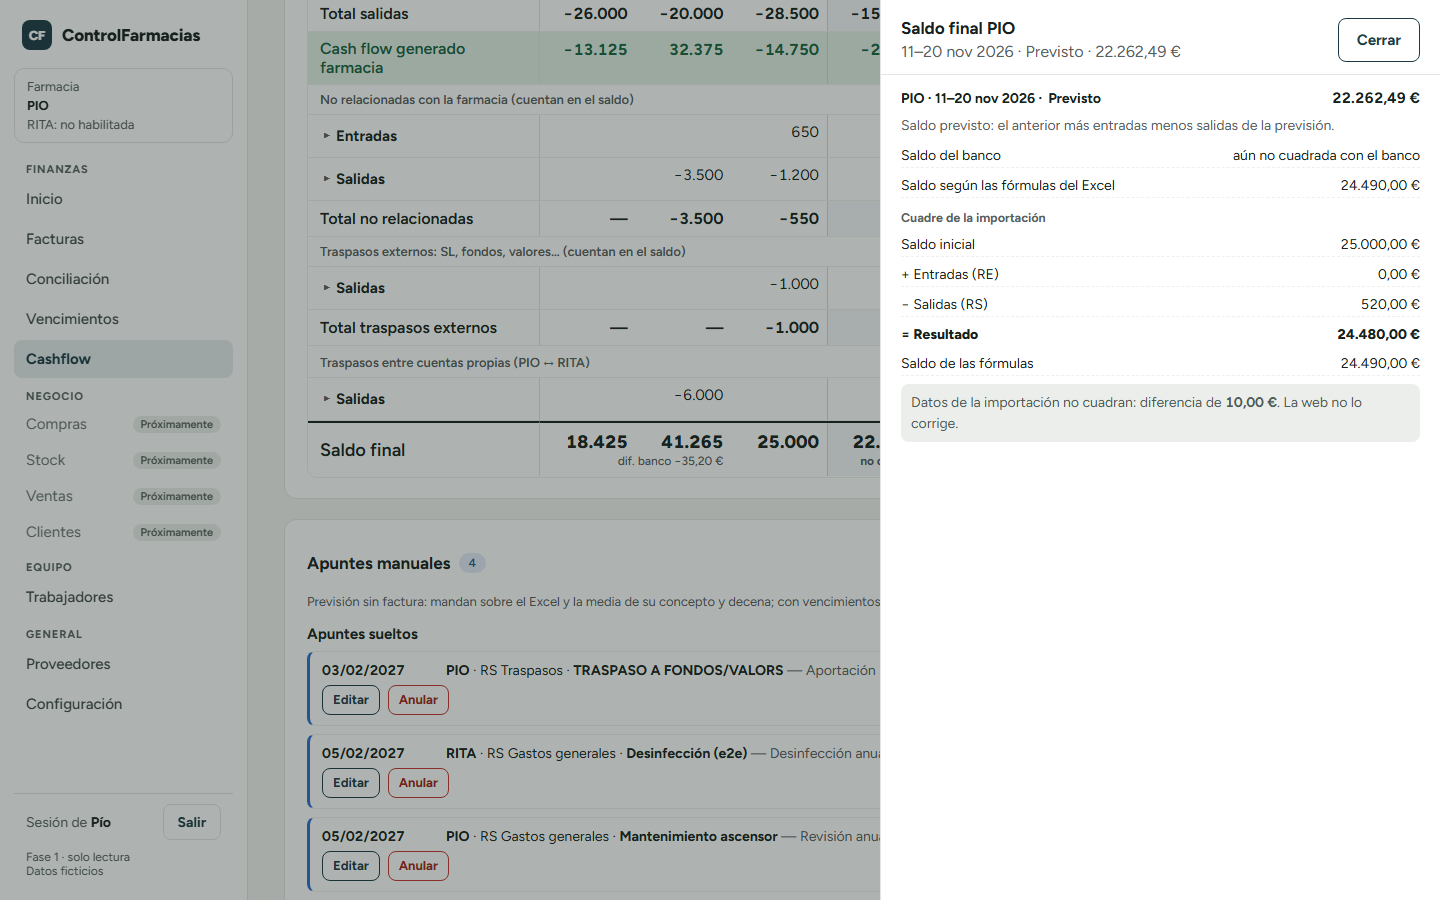 CF ControlFarmacias
Farmacia
PIO
RITA: no habilitada
FINANZAS
Inicio
Facturas
Conciliación
Vencimientos
Cashflow
NEGOCIO
Compras Próximamente
Stock Próximamente
Ventas Próximamente
Clientes Próximamente
EQUIPO
Trabajadores
GENERAL
Proveedores
Configuración
Sesión de Pío Salir
Fase 1 · solo lectura
Datos ficticios
Total salidas −26.000 −20.000 −28.500 −15
Cash flow generado farmacia −13.125 32.375 −14.750 −2
No relacionadas con la farmacia (cuentan en el saldo)
▸ Entradas 650
▸ Salidas −3.500 −1.200
Total no relacionadas — −3.500 −550
Traspasos externos: SL, fondos, valores... (cuentan en el saldo)
▸ Salidas −1.000
Total traspasos externos — — −1.000
Traspasos entre cuentas propias (PIO ↔ RITA)
▸ Salidas −6.000
Saldo final 18.425 41.265 25.000 22.
dif. banco −35,20 € no c
Apuntes manuales 4
Previsión sin factura: mandan sobre el Excel y la media de su concepto y decena; con vencimientos
Apuntes sueltos
03/02/2027 PIO · RS Traspasos · TRASPASO A FONDOS/VALORS — Aportación
Editar Anular
05/02/2027 RITA · RS Gastos generales · Desinfección (e2e) — Desinfección anua
Editar Anular
05/02/2027 PIO · RS Gastos generales · Mantenimiento ascensor — Revisión anua
Editar Anular
Saldo final PIO
11–20 nov 2026 · Previsto · 22.262,49 €
Cerrar
PIO · 11–20 nov 2026 · Previsto 22.262,49 €
Saldo previsto: el anterior más entradas menos salidas de la previsión.
Saldo del banco aún no cuadrada con el banco
Saldo según las fórmulas del Excel 24.490,00 €
Cuadre de la importación
Saldo inicial 25.000,00 €
+ Entradas (RE) 0,00 €
− Salidas (RS) 520,00 €
= Resultado 24.480,00 €
Saldo de las fórmulas 24.490,00 €
Datos de la importación no cuadran: diferencia de 10,00 €. La web no lo
corrige.